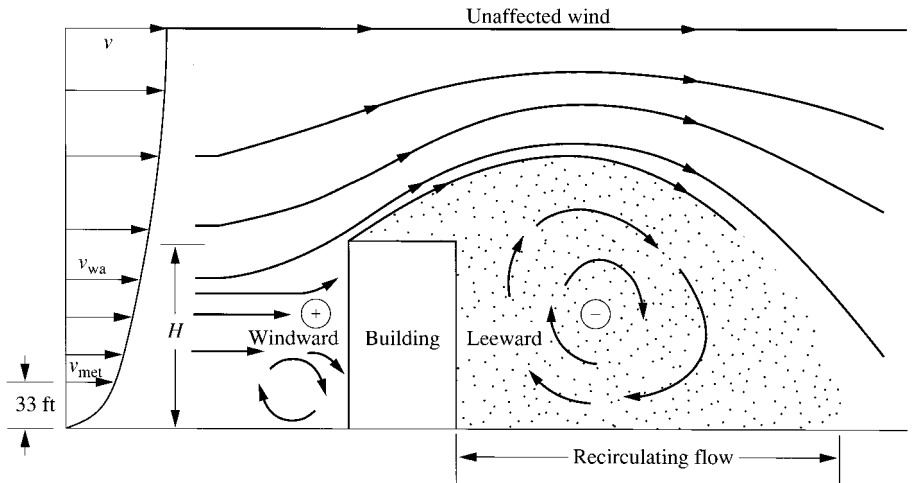 Unaffected wind
v
v_wa
H
+
−
Windward
Building
Leeward
v_met
33 ft
Recirculating flow